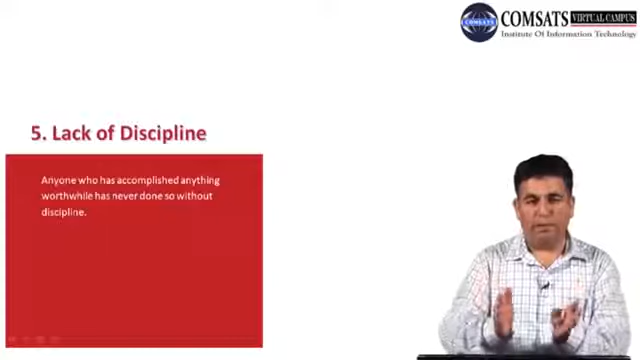 COMSATS VIRTUAL CAMPUS
Institute Of Information Technology
5. Lack of Discipline
Anyone who has accomplished anything
worthwhile has never done so without
discipline.